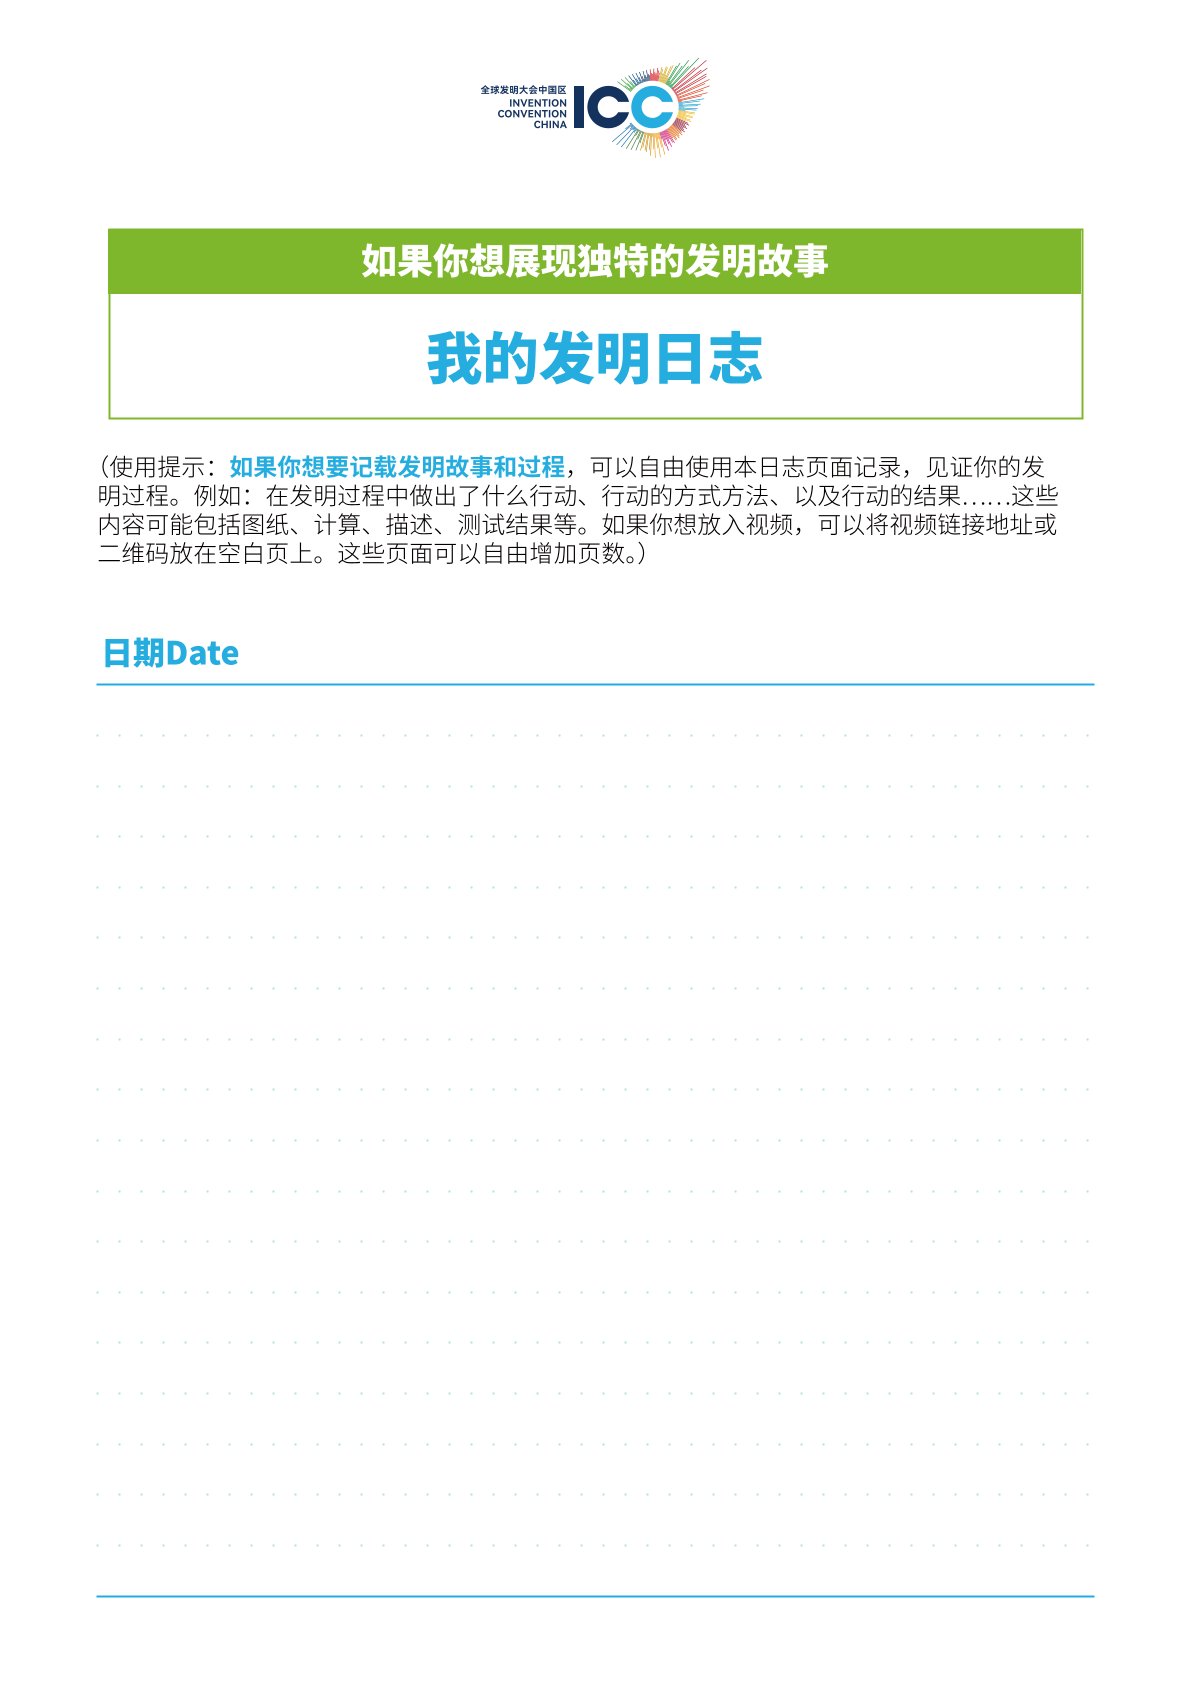 全球发明大会中国区
INVENTION
CONVENTION
CHINA
ICC
如果你想展现独特的发明故事
我的发明日志
（使用提示：如果你想要记载发明故事和过程，可以自由使用本日志页面记录，见证你的发
明过程。例如：在发明过程中做出了什么行动、行动的方式方法、以及行动的结果……这些
内容可能包括图纸、计算、描述、测试结果等。如果你想放入视频，可以将视频链接地址或
二维码放在空白页上。这些页面可以自由增加页数。）
日期Date